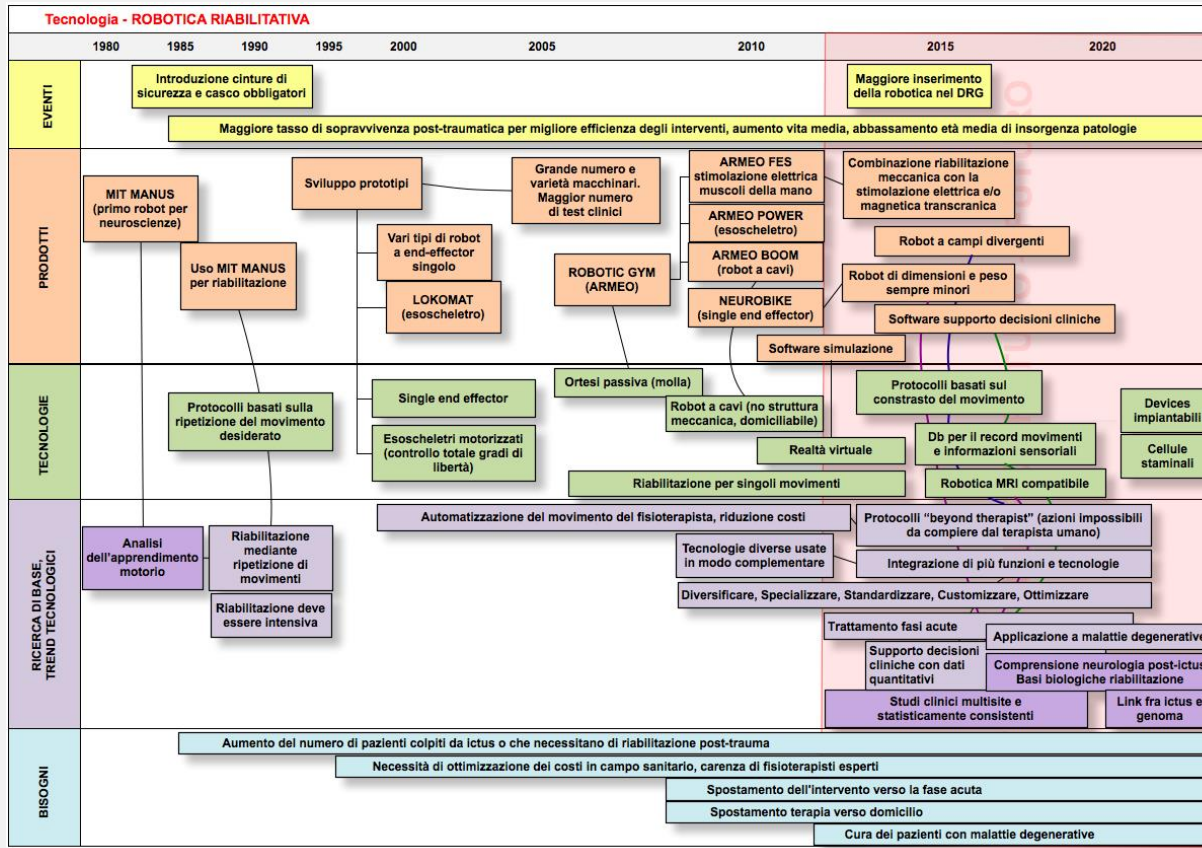 Tecnologia - ROBOTICA RIABILITATIVA
1980 1985 1990 1995 2000 2005 2010 2015 2020
EVENTI
Introduzione cinture di
sicurezza e casco obbligatori
Maggiore inserimento
della robotica nel DRG
Maggiore tasso di sopravvivenza post-traumatica per migliore efficienza degli interventi, aumento vita media, abbassamento età media di insorgenza patologie
PRODOTTI
MIT MANUS
(primo robot per
neuroscienze)
Uso MIT MANUS
per riabilitazione
Sviluppo prototipi
Vari tipi di robot
a end-effector
singolo
LOKOMAT
(esoscheletro)
Grande numero e
varietà macchinari.
Maggior numero
di test clinici
ROBOTIC GYM
(ARMEO)
ARMEO FES
stimolazione elettrica
muscoli della mano
ARMEO POWER
(esoscheletro)
ARMEO BOOM
(robot a cavi)
NEUROBIKE
(single end effector)
Software simulazione
Combinazione riabilitazione
meccanica con la
stimolazione elettrica e/o
magnetica transcranica
Robot a campi divergenti
Robot di dimensioni e peso
sempre minori
Software supporto decisioni cliniche
TECNOLOGIE
Protocolli basati sulla
ripetizione del movimento
desiderato
Single end effector
Esoscheletri motorizzati
(controllo totale gradi di
libertà)
Ortesi passiva (molla)
Robot a cavi (no struttura
meccanica, domiciliabile)
Realtà virtuale
Riabilitazione per singoli movimenti
Protocolli basati sul
constrasto del movimento
Db per il record movimenti
e informazioni sensoriali
Robotica MRI compatibile
Devices
impiantabili
Cellule
staminali
RICERCA DI BASE,
TREND TECNOLOGICI
Analisi
dell'apprendimento
motorio
Riabilitazione
mediante
ripetizione di
movimenti
Riabilitazione deve
essere intensiva
Automatizzazione del movimento del fisioterapista, riduzione costi
Tecnologie diverse usate
in modo complementare
Protocolli “beyond therapist” (azioni impossibili
da compiere dal terapista umano)
Integrazione di più funzioni e tecnologie
Diversificare, Specializzare, Standardizzare, Customizzare, Ottimizzare
Trattamento fasi acute
Applicazione a malattie degenerative
Supporto decisioni
cliniche con dati
quantitativi
Comprensione neurologia post-ictus
Basi biologiche riabilitazione
Studi clinici multisite e
statisticamente consistenti
Link fra ictus e
genoma
BISOGNI
Aumento del numero di pazienti colpiti da ictus o che necessitano di riabilitazione post-trauma
Necessità di ottimizzazione dei costi in campo sanitario, carenza di fisioterapisti esperti
Spostamento dell'intervento verso la fase acuta
Spostamento terapia verso domicilio
Cura dei pazienti con malattie degenerative